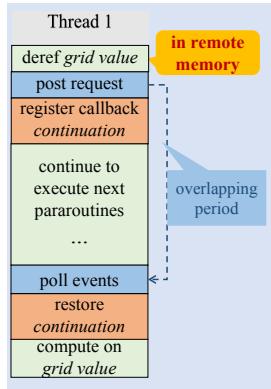 Thread 1
deref grid value
in remote
memory
post request
register callback
continuation
continue to
execute next
pararoutines
...
overlapping
period
poll events
restore
continuation
compute on
grid value